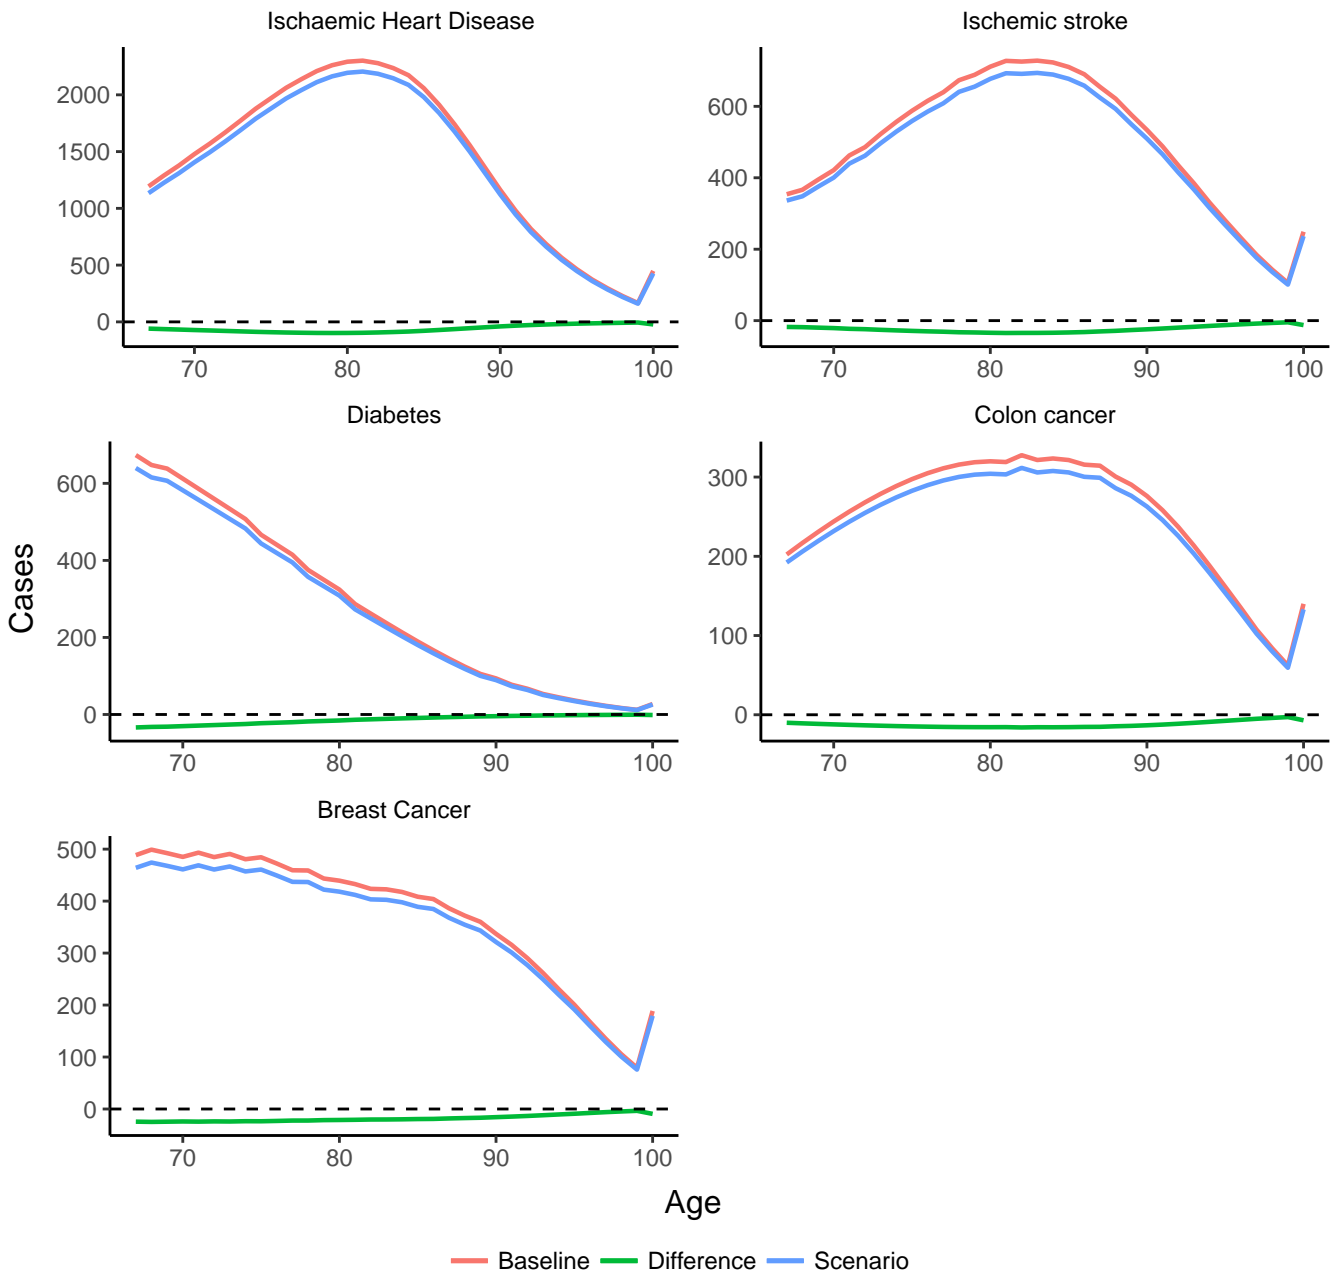 Ischaemic Heart Disease
2000
1500
1000
500
0
70 80 90 100
Ischemic stroke
600
400
200
0
70 80 90 100
Diabetes
600
400
200
0
70 80 90 100
Colon cancer
300
200
100
0
70 80 90 100
Breast Cancer
500
400
300
200
100
0
70 80 90 100
Cases
Age
Baseline Difference Scenario